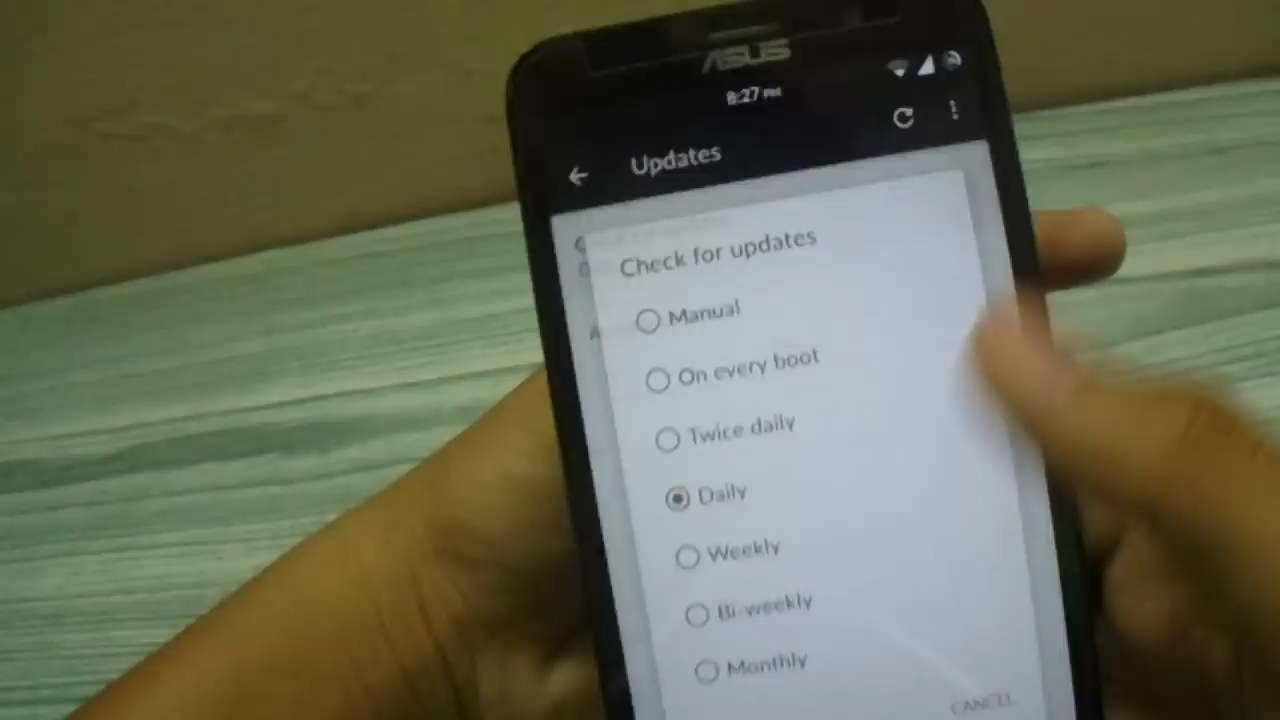 ASUS
8:27 PM
Updates
Check for updates
Manual
On every boot
Twice daily
Daily
Weekly
Bi-weekly
Monthly
CANCEL